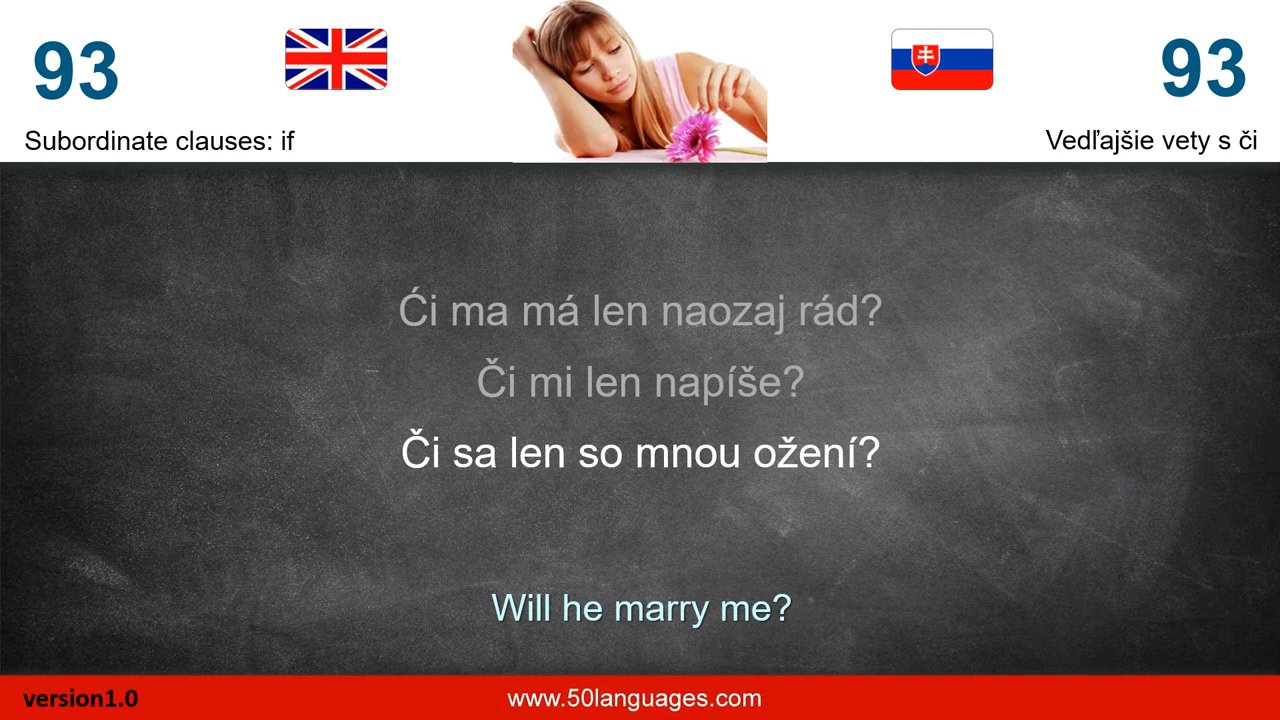 93
93
Subordinate clauses: if
Vedľajšie vety s či
Ći ma má len naozaj rád?
Či mi len napíše?
Či sa len so mnou ožení?
Will he marry me?
version1.0
www.50languages.com